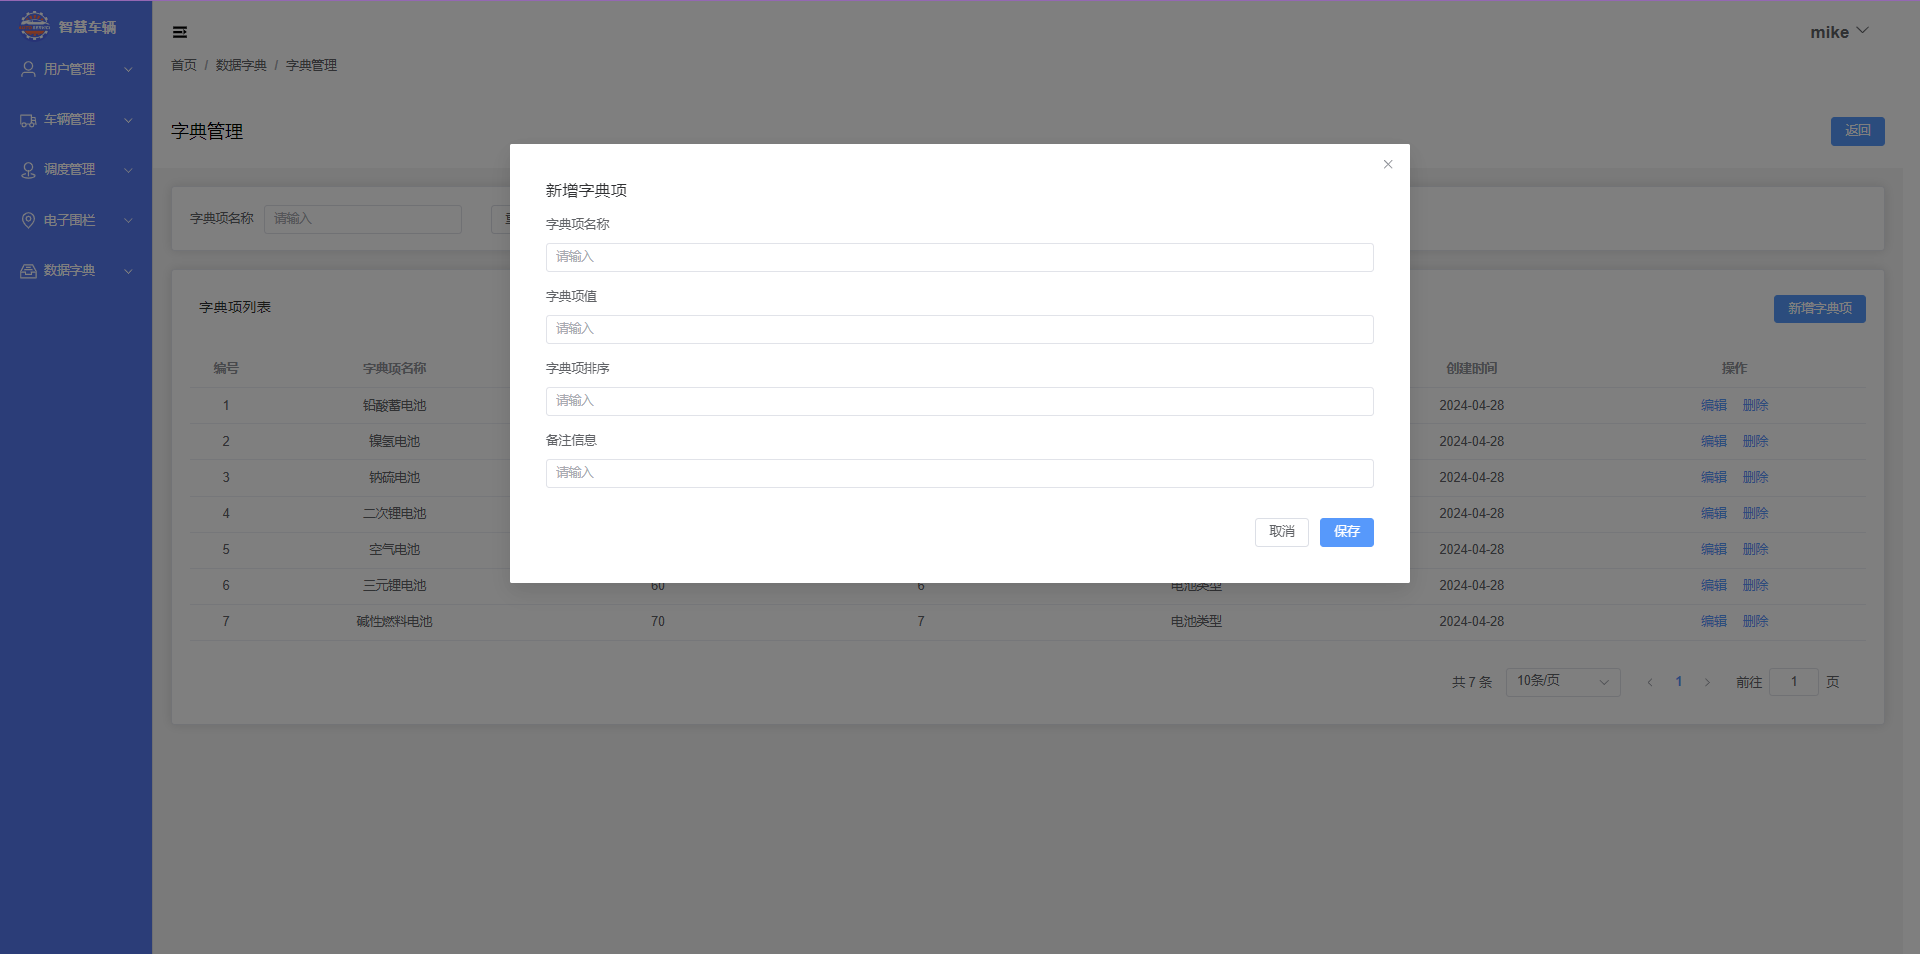 智慧车辆
用户管理
车辆管理
调度管理
电子围栏
数据字典
mike
首页 / 数据字典 / 字典管理
字典管理
返回
字典项名称 请输入
字典项列表
新增字典项
编号 字典项名称 创建时间 操作
1 铅酸蓄电池 2024-04-28 编辑 删除
2 镍氢电池 2024-04-28 编辑 删除
3 钠硫电池 2024-04-28 编辑 删除
4 二次锂电池 2024-04-28 编辑 删除
5 空气电池 2024-04-28 编辑 删除
6 三元锂电池 60 6 电池类型 2024-04-28 编辑 删除
7 碱性燃料电池 70 7 电池类型 2024-04-28 编辑 删除
共 7 条 10条/页 1 前往 1 页
新增字典项
字典项名称
请输入
字典项值
请输入
字典项排序
请输入
备注信息
请输入
取消 保存